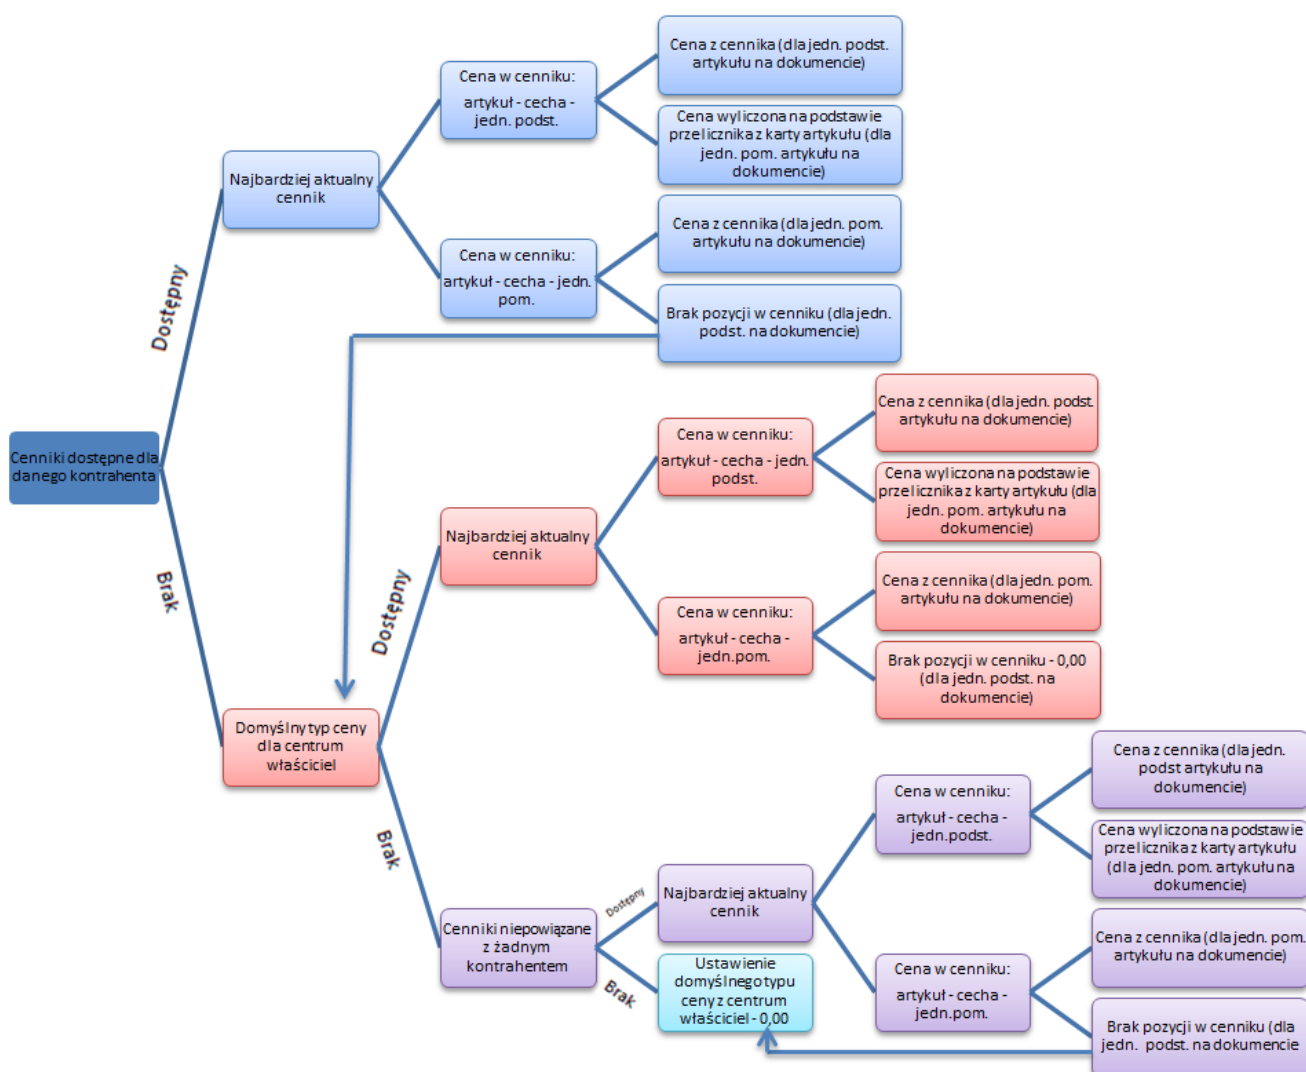 Cena z cennika (dla jedn. podst.
artykułu na dokumencie)
Cena w cenniku:
artykuł - cecha -
jedn. podst.
Cena wyliczona na podstawie
przelicznika z karty artykułu (dla
jedn. pom. artykułu na
dokumencie)
Najbardziej aktualny
cennik
Cena z cennika (dla jedn. pom.
artykułu na dokumencie)
Cena w cenniku:
artykuł - cecha - jedn.
pom.
Brak pozycji w cenniku (dla jedn.
podst. na dokumencie)
Dostępny
Cenniki dostępne dla
danego kontrahenta
Brak
Cena z cennika (dla jedn. podst.
artykułu na dokumencie)
Cena w cenniku:
artykuł - cecha - jedn.
podst.
Cena wyliczona na podstawie
przelicznika z karty artykułu (dla
jedn. pom. artykułu na
dokumencie)
Najbardziej aktualny
cennik
Cena z cennika (dla jedn. pom.
artykułu na dokumencie)
Cena w cenniku:
artykuł - cecha -
jedn.pom.
Brak pozycji w cenniku - 0,00
(dla jedn. podst. na
dokumencie)
Dostępny
Domyślny typ ceny
dla centrum
właściciel
Brak
Cena z cennika (dla jedn.
podst artykułu na
dokumencie)
Cena w cenniku:
artykuł - cecha -
jedn.podst.
Cena wyliczona na podstawie
przelicznika z karty artykułu
(dla jedn. pom. artykułu na
dokumencie)
Dostępny
Najbardziej aktualny
cennik
Cenniki niepowiązane
z żadnym
kontrahentem
Brak
Ustawienie
domyślnego typu
ceny z centrum
właściciel - 0,00
Cena z cennika (dla jedn. pom.
artykułu na dokumencie)
Cena w cenniku:
artykuł - cecha -
jedn.pom.
Brak pozycji w cenniku (dla
jedn. podst. na dokumencie